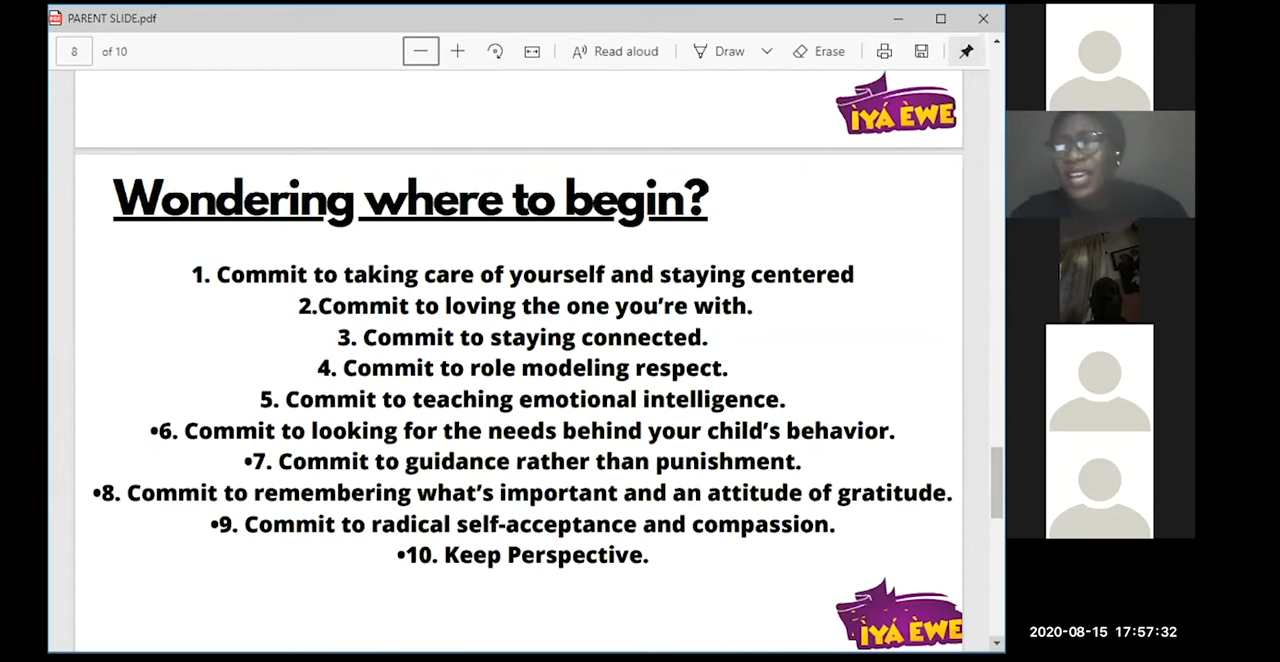 PARENT SLIDE.pdf
8 of 10
Read aloud
Draw
Erase
ÌYÁ ÈWE
Wondering where to begin?
1. Commit to taking care of yourself and staying centered
2.Commit to loving the one you’re with.
3. Commit to staying connected.
4. Commit to role modeling respect.
5. Commit to teaching emotional intelligence.
•6. Commit to looking for the needs behind your child’s behavior.
•7. Commit to guidance rather than punishment.
•8. Commit to remembering what’s important and an attitude of gratitude.
•9. Commit to radical self-acceptance and compassion.
•10. Keep Perspective.
ÌYÁ ÈWE
2020-08-15 17:57:32